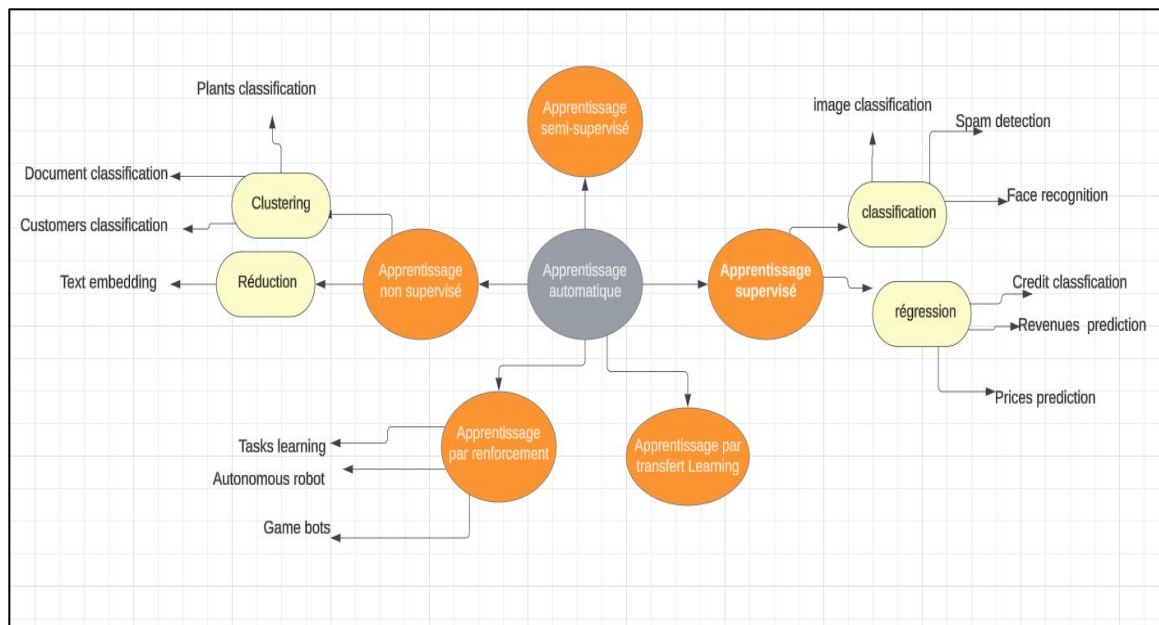 Plants classification
Document classification
Customers classification
Clustering
Text embedding
Réduction
Apprentissage
non supervisé
Apprentissage
semi-supervisé
Apprentissage
automatique
Apprentissage
supervisé
image classification
Spam detection
Face recognition
classification
Credit classfication
régression
Revenues prediction
Prices prediction
Apprentissage
par renforcement
Tasks learning
Autonomous robot
Game bots
Apprentissage par
transfert Learning